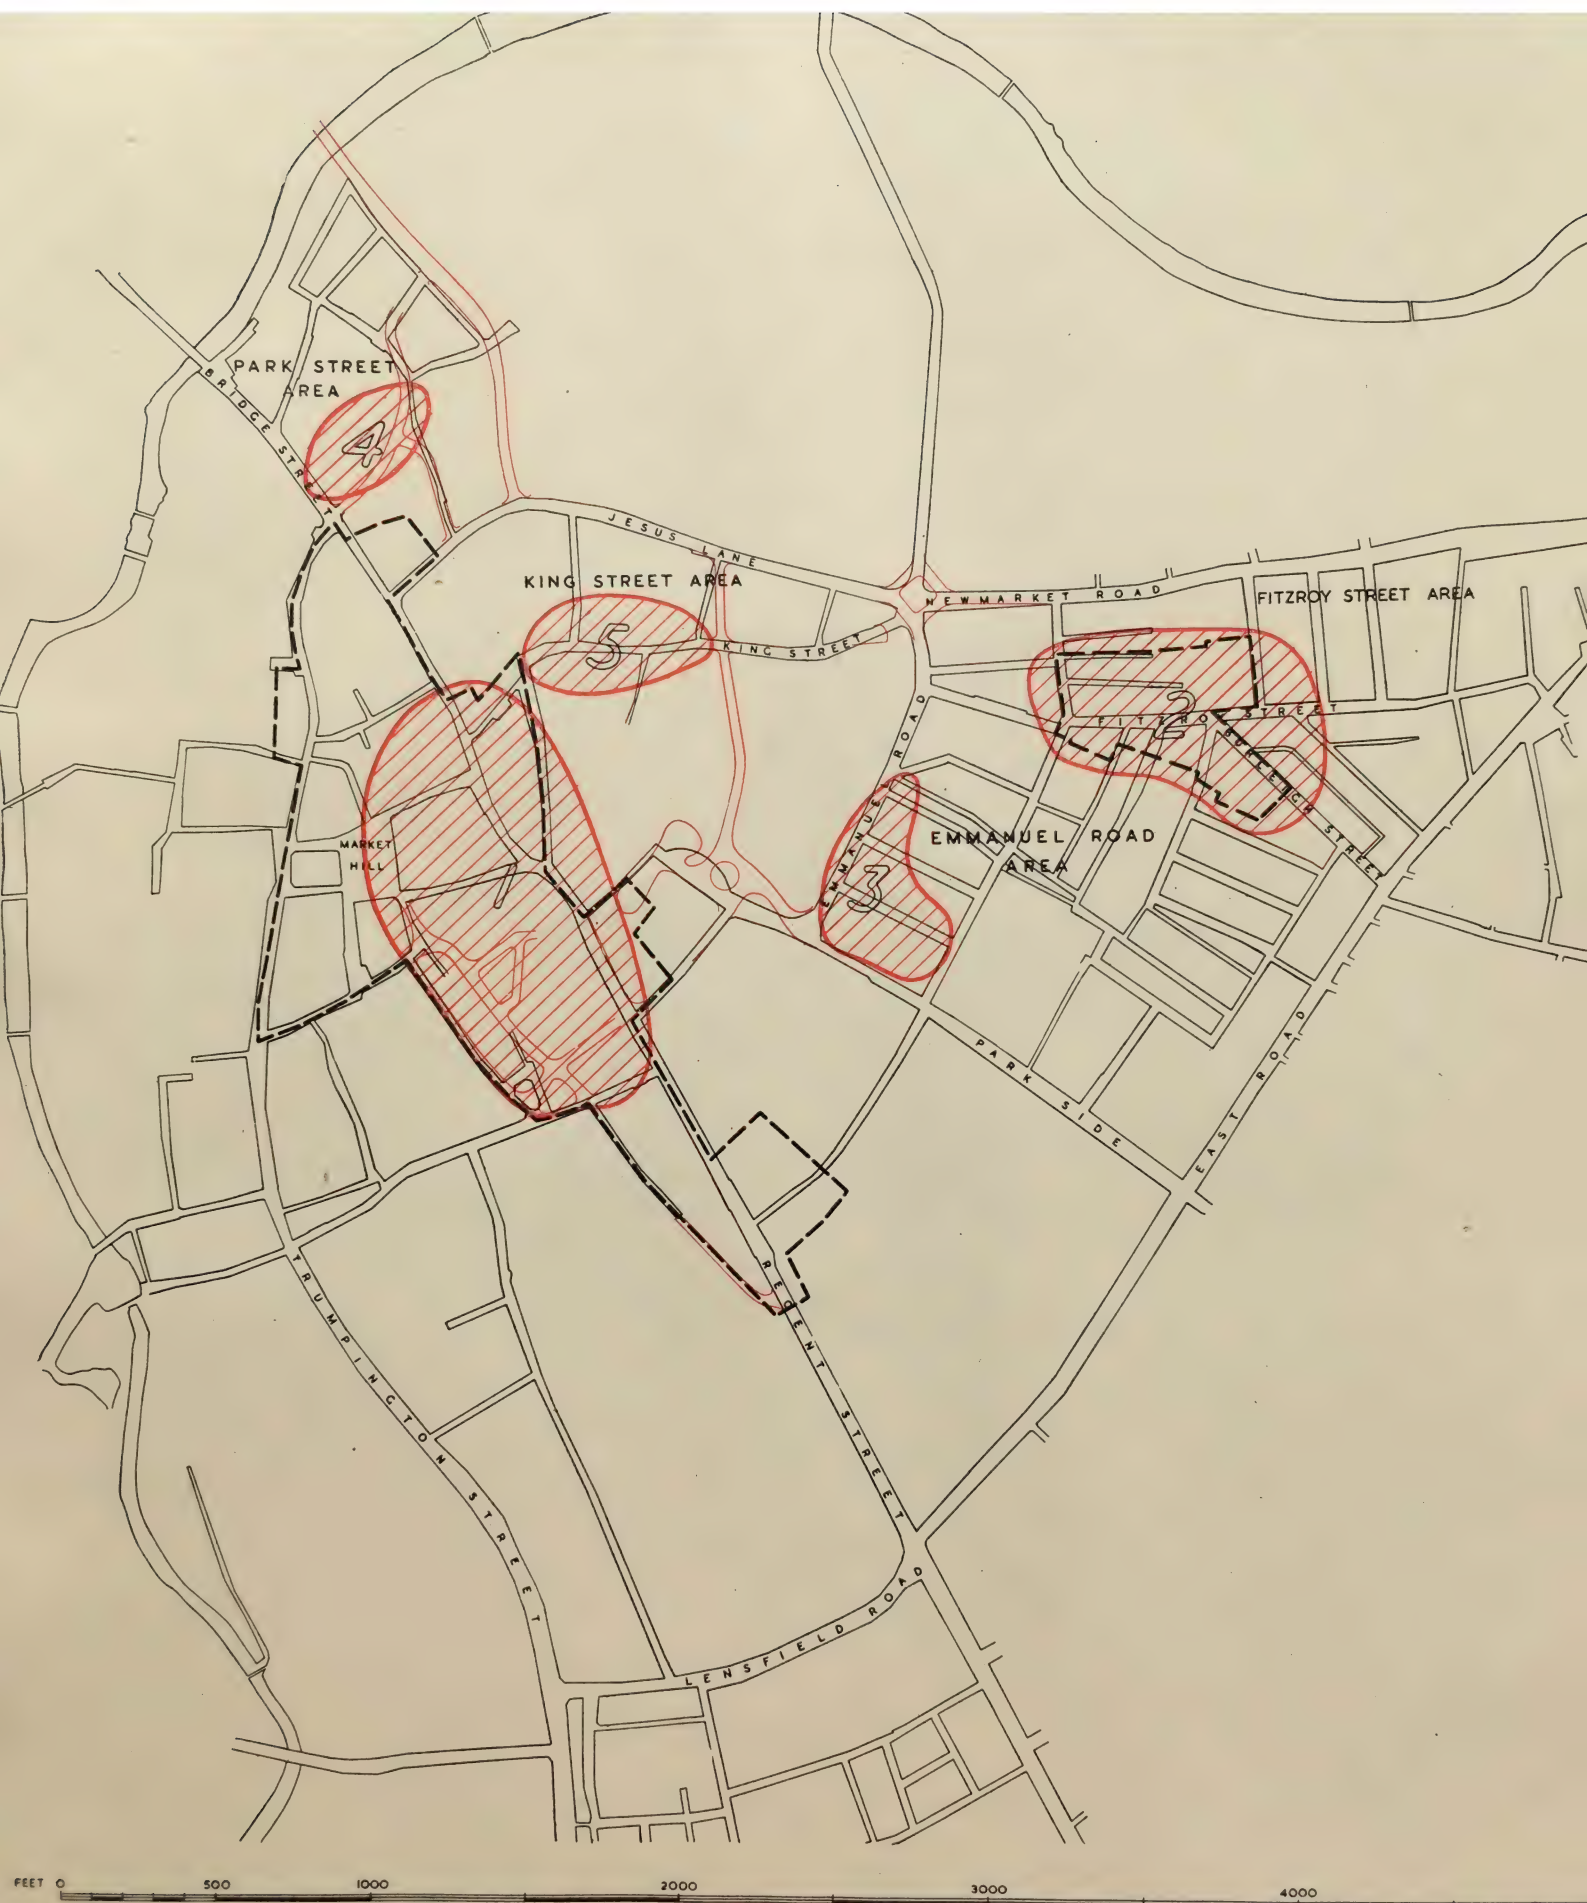 PARK STREET
AREA
BRIDGE STREET
4
JESUS LANE
KING STREET AREA
5
KING STREET
NEWMARKET ROAD
FITZROY STREET AREA
2
FITZROY STREET
BURLEIGH STREET
EMMANUEL ROAD
EMMANUEL ROAD
AREA
3
MARKET
HILL
1
PARK SIDE
EAST ROAD
REGENT STREET
TRUMPINGTON STREET
LENSFIELD ROAD
FEET 0 500 1000 2000 3000 4000